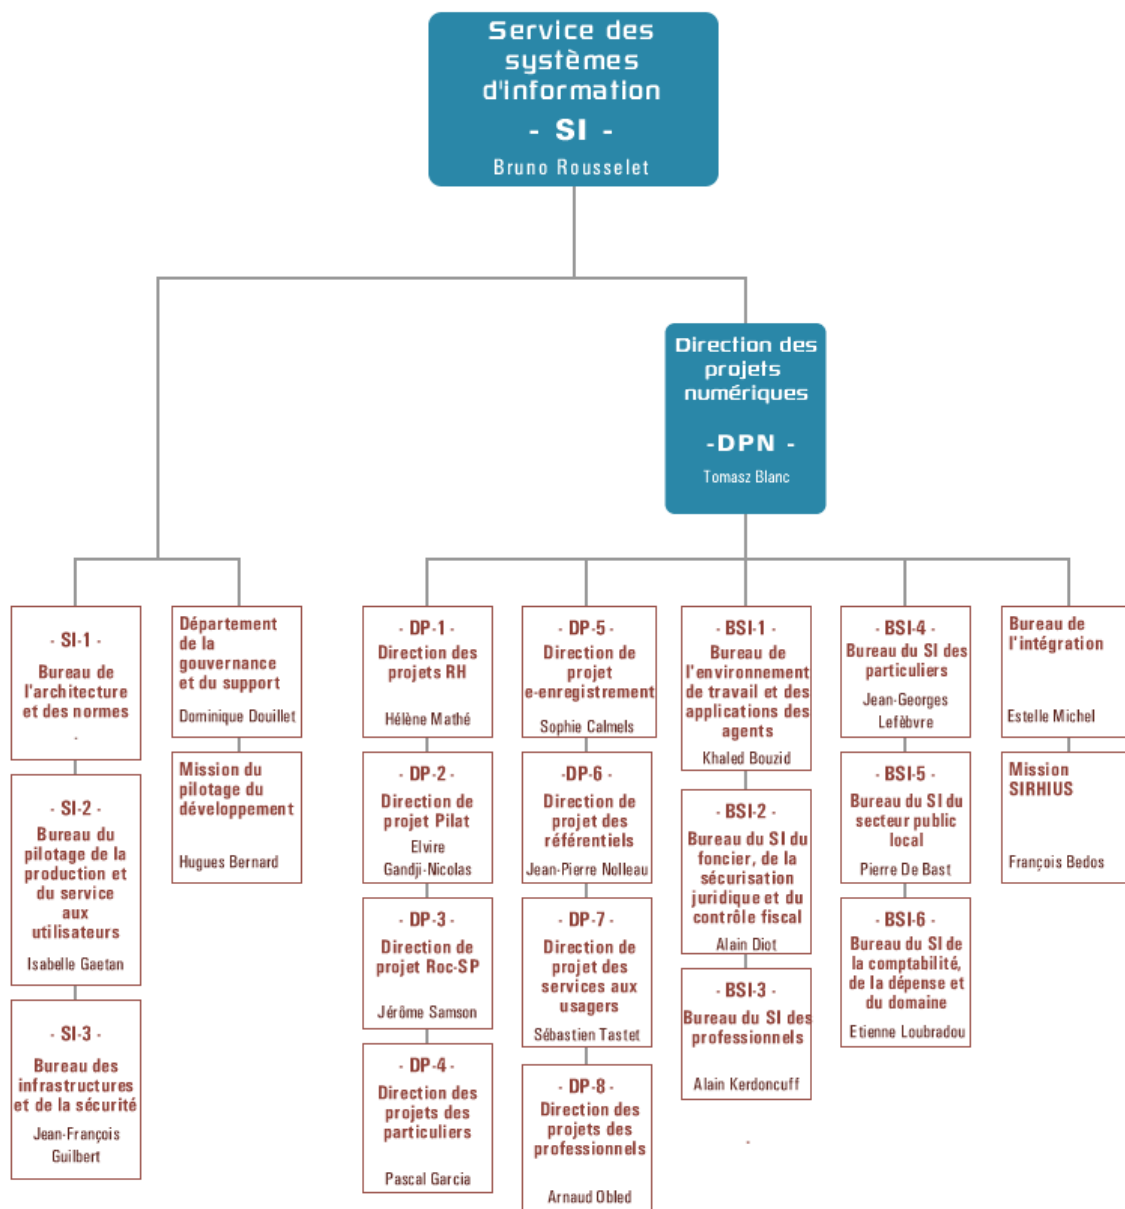 Service des
systèmes
d'information
- SI -
Bruno Rousselet
Direction des
projets
numériques
-DPN -
Tomasz Blanc
- SI-1 -
Bureau de
l'architecture
et des normes
.
- SI-2 -
Bureau du
pilotage de la
production et
du service
aux
utilisateurs
Isabelle Gaetan
- SI-3 -
Bureau des
infrastructures
et de la sécurité
Jean-François
Guilbert
Département
de la
gouvernance
et du support
Dominique Douillet
Mission du
pilotage du
développement
Hugues Bernard
- DP-1 -
Direction des
projets RH
Hélène Mathé
- DP-2 -
Direction de
projet Pilat
Elvire
Gandji-Nicolas
- DP-3 -
Direction de
projet Roc-SP
Jérôme Samson
- DP-4 -
Direction des
projets des
particuliers
Pascal Garcia
- DP-5 -
Direction de
projet
e-enregistrement
Sophie Calmels
-DP-6 -
Direction de
projet des
référentiels
Jean-Pierre Nolleau
- DP-7 -
Direction de
projet des
services aux
usagers
Sébastien Tastet
- DP-8 -
Direction des
projets des
professionnels
Arnaud Obled
- BSI-1 -
Bureau de
l'environnement
de travail et des
applications des
agents
Khaled Bouzid
- BSI-2 -
Bureau du SI du
foncier, de la
sécurisation
juridique et du
contrôle fiscal
Alain Diot
- BSI-3 -
Bureau du SI des
professionnels
Alain Kerdoncuff
.
- BSI-4 -
Bureau du SI des
particuliers
Jean-Georges
Lefèbvre
- BSI-5 -
Bureau du SI du
secteur public
local
Pierre De Bast
- BSI-6 -
Bureau du SI de
la comptabilité,
de la dépense et
du domaine
Etienne Loubradou
Bureau de
l'intégration
Estelle Michel
Mission
SIRHIUS
François Bedos